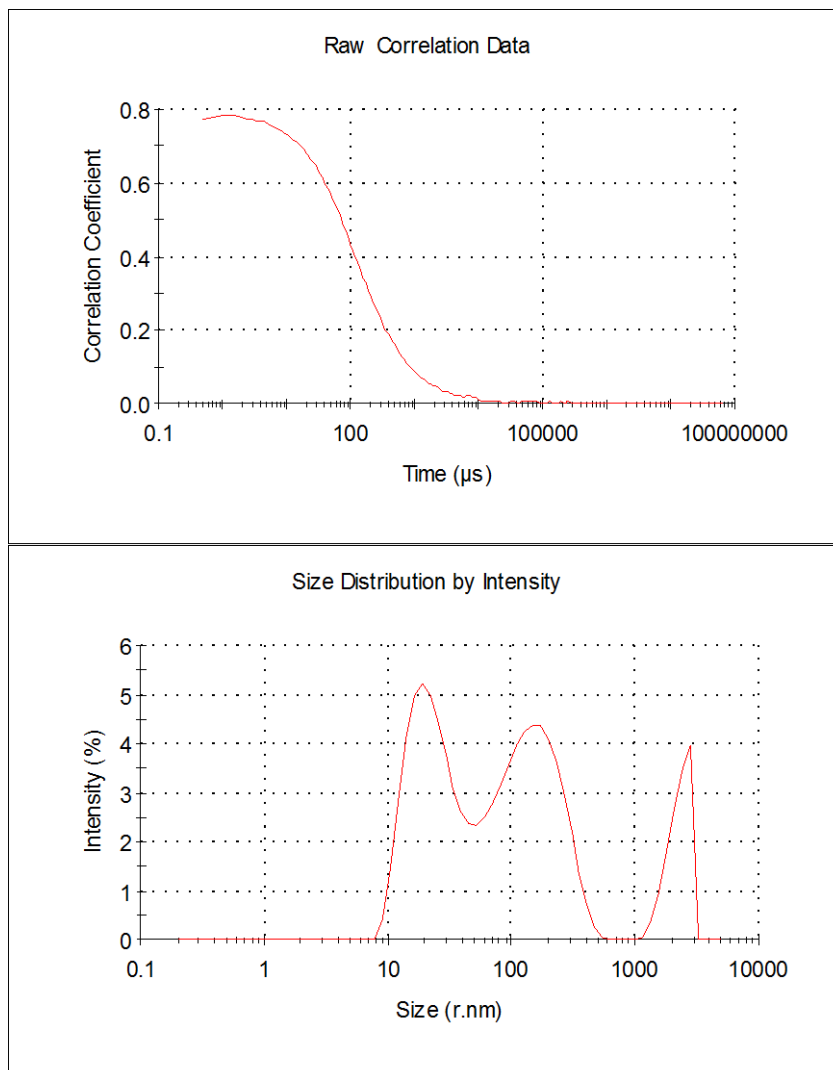 Raw Correlation Data
0.8
0.6
0.4
0.2
0.0
Correlation Coefficient
0.1 100 100000 100000000
Time (µs)
Size Distribution by Intensity
6
5
4
3
2
1
0
Intensity (%)
0.1 1 10 100 1000 10000
Size (r.nm)